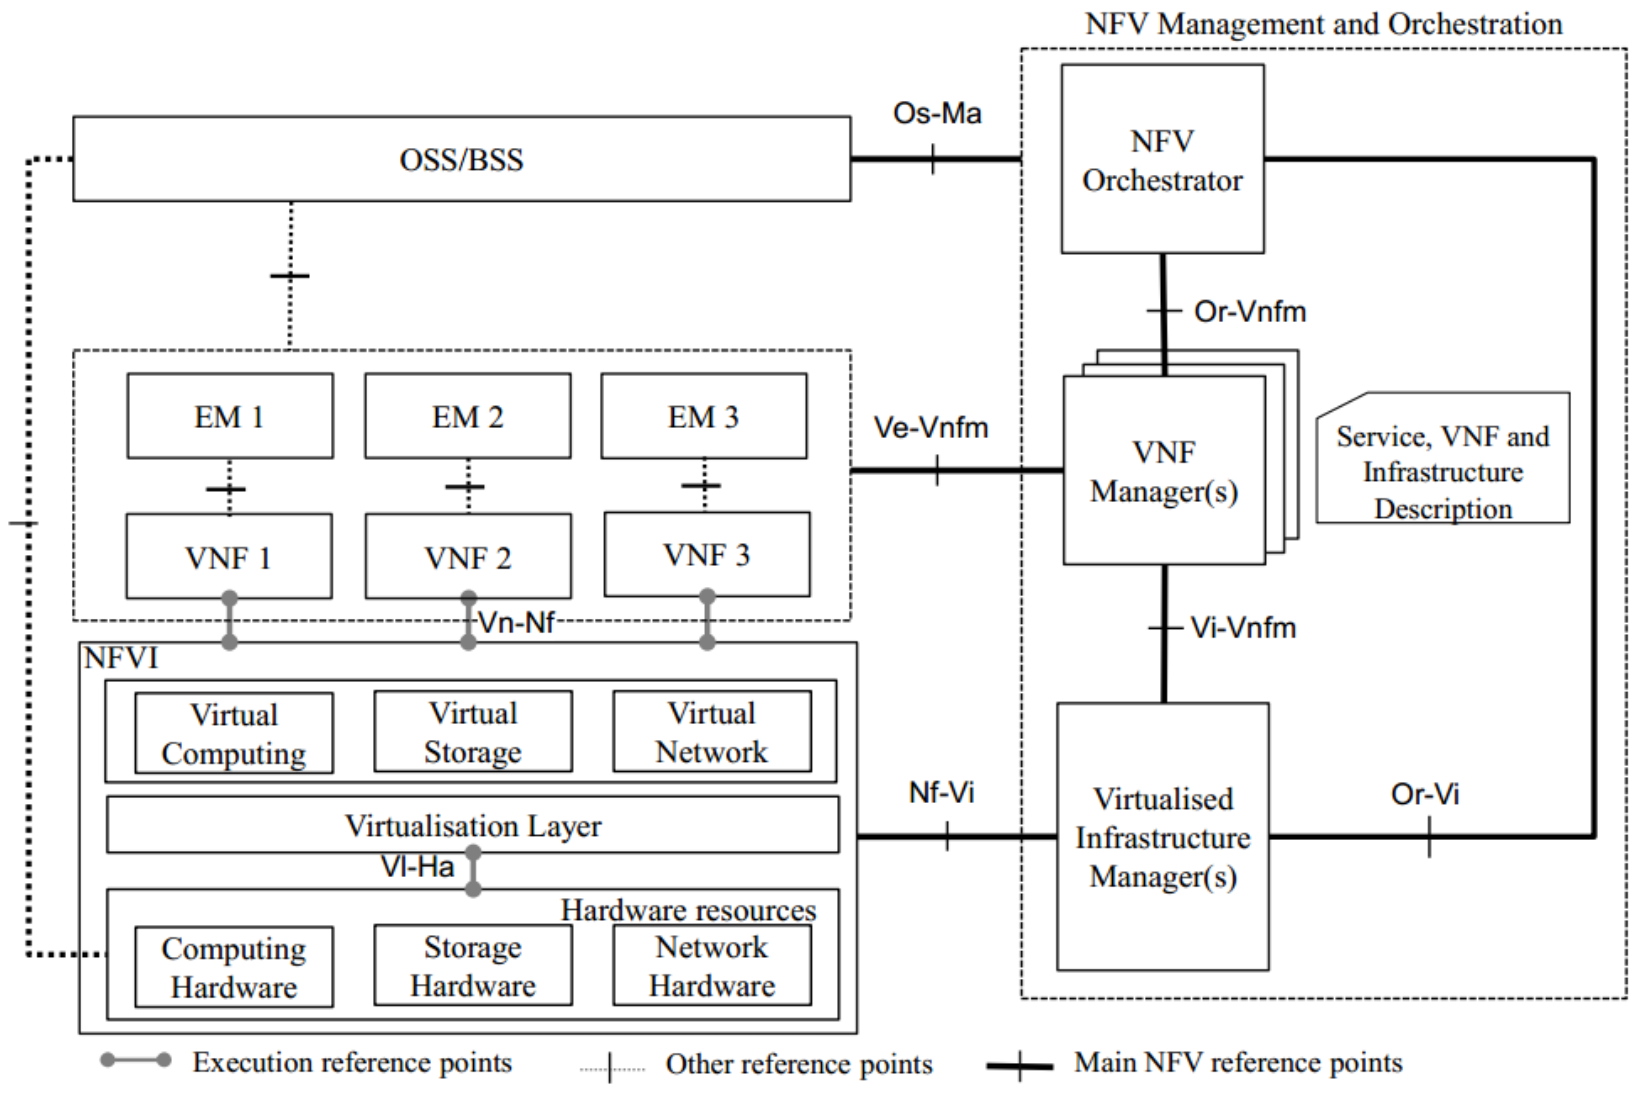 NFV Management and Orchestration
Os-Ma
OSS/BSS
NFV
Orchestrator
Or-Vnfm
EM 1
EM 2
EM 3
Ve-Vnfm
VNF
Manager(s)
Service, VNF and
Infrastructure
Description
VNF 1
VNF 2
VNF 3
Vn-Nf
Vi-Vnfm
NFVI
Virtual
Computing
Virtual
Storage
Virtual
Network
Nf-Vi
Virtualised
Infrastructure
Manager(s)
Or-Vi
Virtualisation Layer
Vl-Ha
Hardware resources
Computing
Hardware
Storage
Hardware
Network
Hardware
Execution reference points
Other reference points
Main NFV reference points